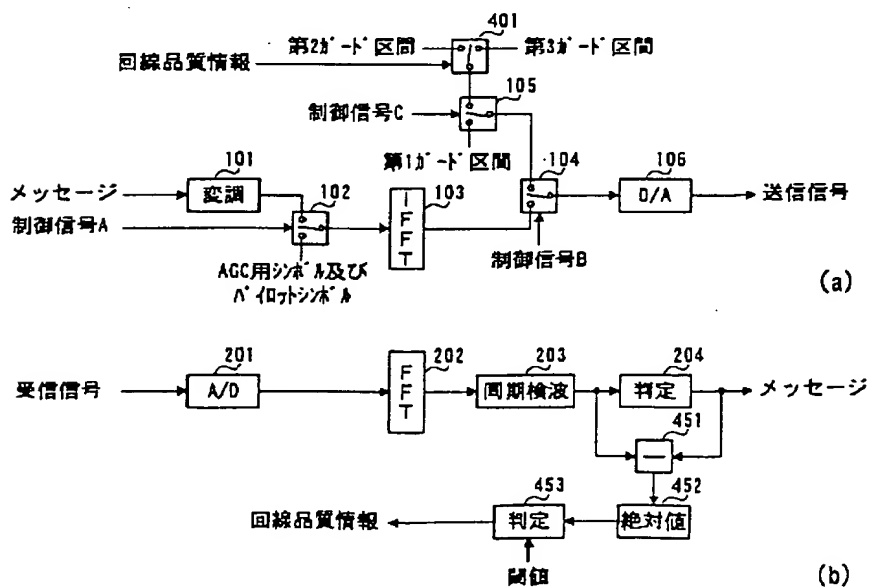 401
第2ｶﾞｰﾄﾞ区間
第3ｶﾞｰﾄﾞ区間
回線品質情報
105
制御信号C
第1ｶﾞｰﾄﾞ区間
101
102
103
104
106
メッセージ
変調
IFFT
D/A
送信信号
制御信号A
制御信号B
AGC用ｼﾝﾎﾞﾙ及び
ﾊﾟｲﾛｯﾄｼﾝﾎﾞﾙ
(a)
201
202
203
204
受信信号
A/D
FFT
同期検波
判定
メッセージ
451
—
453
452
回線品質情報
判定
絶対値
閾値
(b)